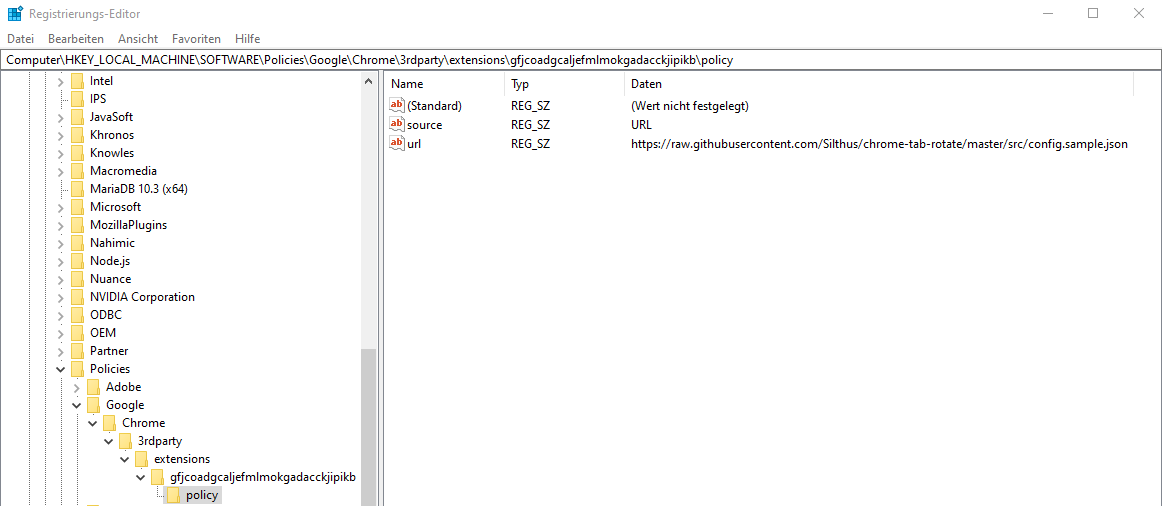 Registrierungs-Editor
Datei Bearbeiten Ansicht Favoriten Hilfe
Computer\HKEY_LOCAL_MACHINE\SOFTWARE\Policies\Google\Chrome\3rdparty\extensions\gfjcoadgcaljefmlmokgadacckjipikb\policy
Intel
IPS
JavaSoft
Khronos
Knowles
Macromedia
MariaDB 10.3 (x64)
Microsoft
MozillaPlugins
Nahimic
Node.js
Nuance
NVIDIA Corporation
ODBC
OEM
Partner
Policies
Adobe
Google
Chrome
3rdparty
extensions
gfjcoadgcaljefmlmokgadacckjipikb
policy
Name Typ Daten
ab (Standard) REG_SZ (Wert nicht festgelegt)
ab source REG_SZ URL
ab url REG_SZ https://raw.githubusercontent.com/Silthus/chrome-tab-rotate/master/src/config.sample.json